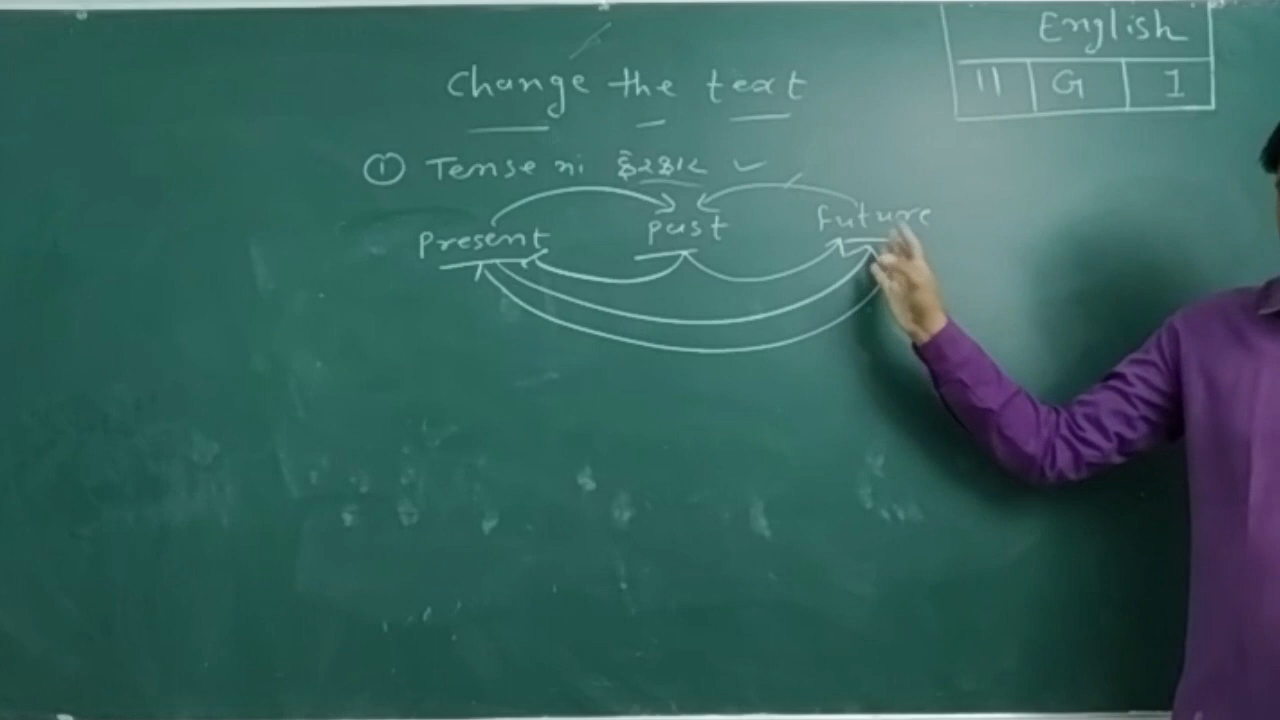 English
11 G 1
Change the text
① Tense ni ફેરફાર
Present past Future